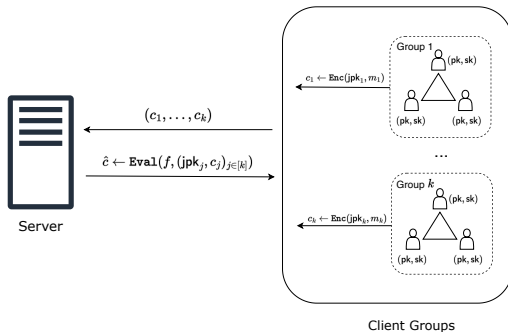 Group 1
(pk, sk)
c₁ ← Enc(jpk₁, m₁)
(pk, sk) (pk, sk)
(c₁, . . . , cₖ)
...
ĉ ← Eval(f, (jpkⱼ, cⱼ)ⱼ∈[k])
Group k
(pk, sk)
cₖ ← Enc(jpkₖ, mₖ)
Server
(pk, sk) (pk, sk)
Client Groups